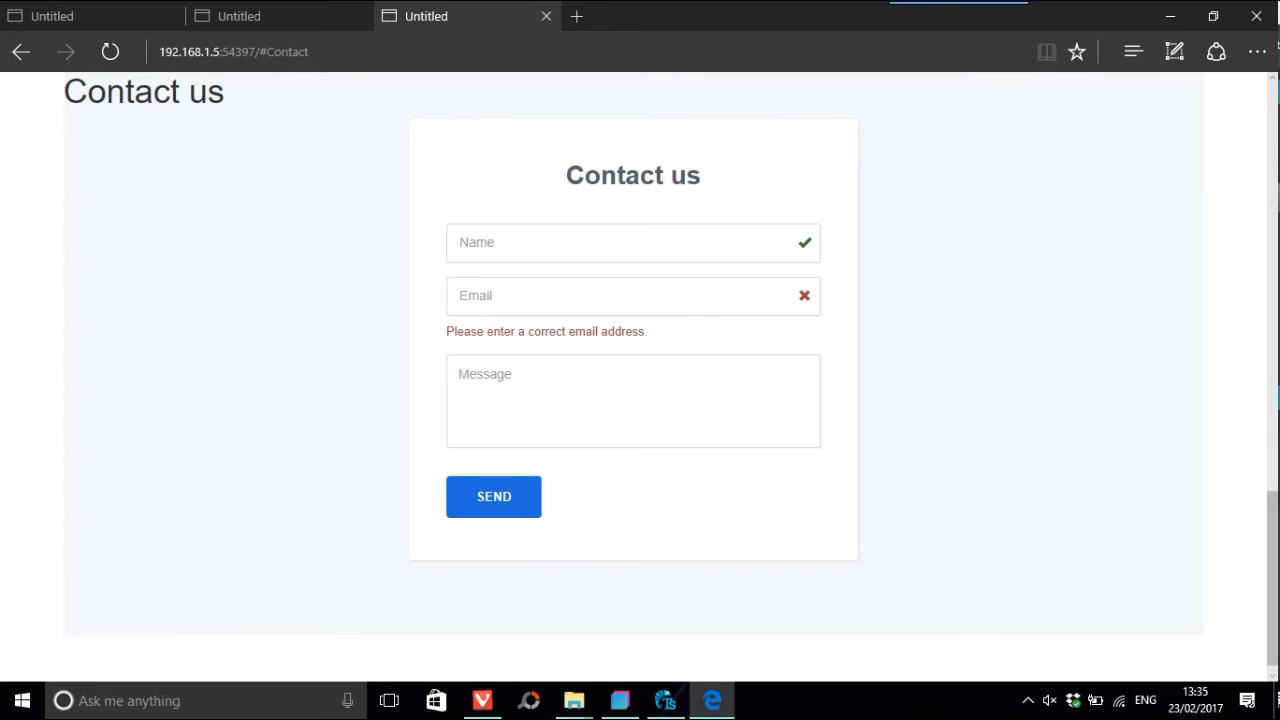 Untitled
Untitled
Untitled
192.168.1.5:54397/#Contact
Contact us
Contact us
Name
Email
Please enter a correct email address.
Message
SEND
Ask me anything
ENG
13:35
23/02/2017